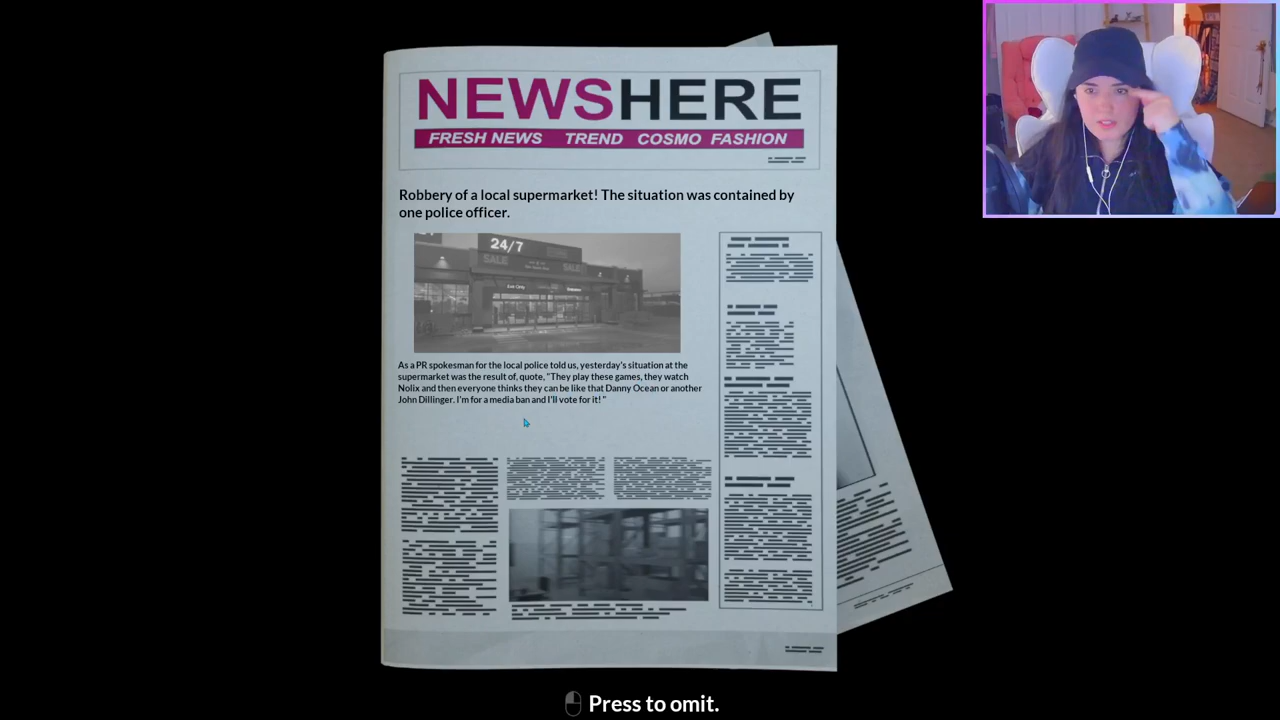 NEWSHERE
FRESH NEWS TREND COSMO FASHION
Robbery of a local supermarket! The situation was contained by
one police officer.
24/7
SALE
SALE
As a PR spokesman for the local police told us, yesterday's situation at the
supermarket was the result of, quote, "They play these games, they watch
Nolix and then everyone thinks they can be like that Danny Ocean or another
John Dillinger. I'm for a media ban and I'll vote for it! "
Press to omit.